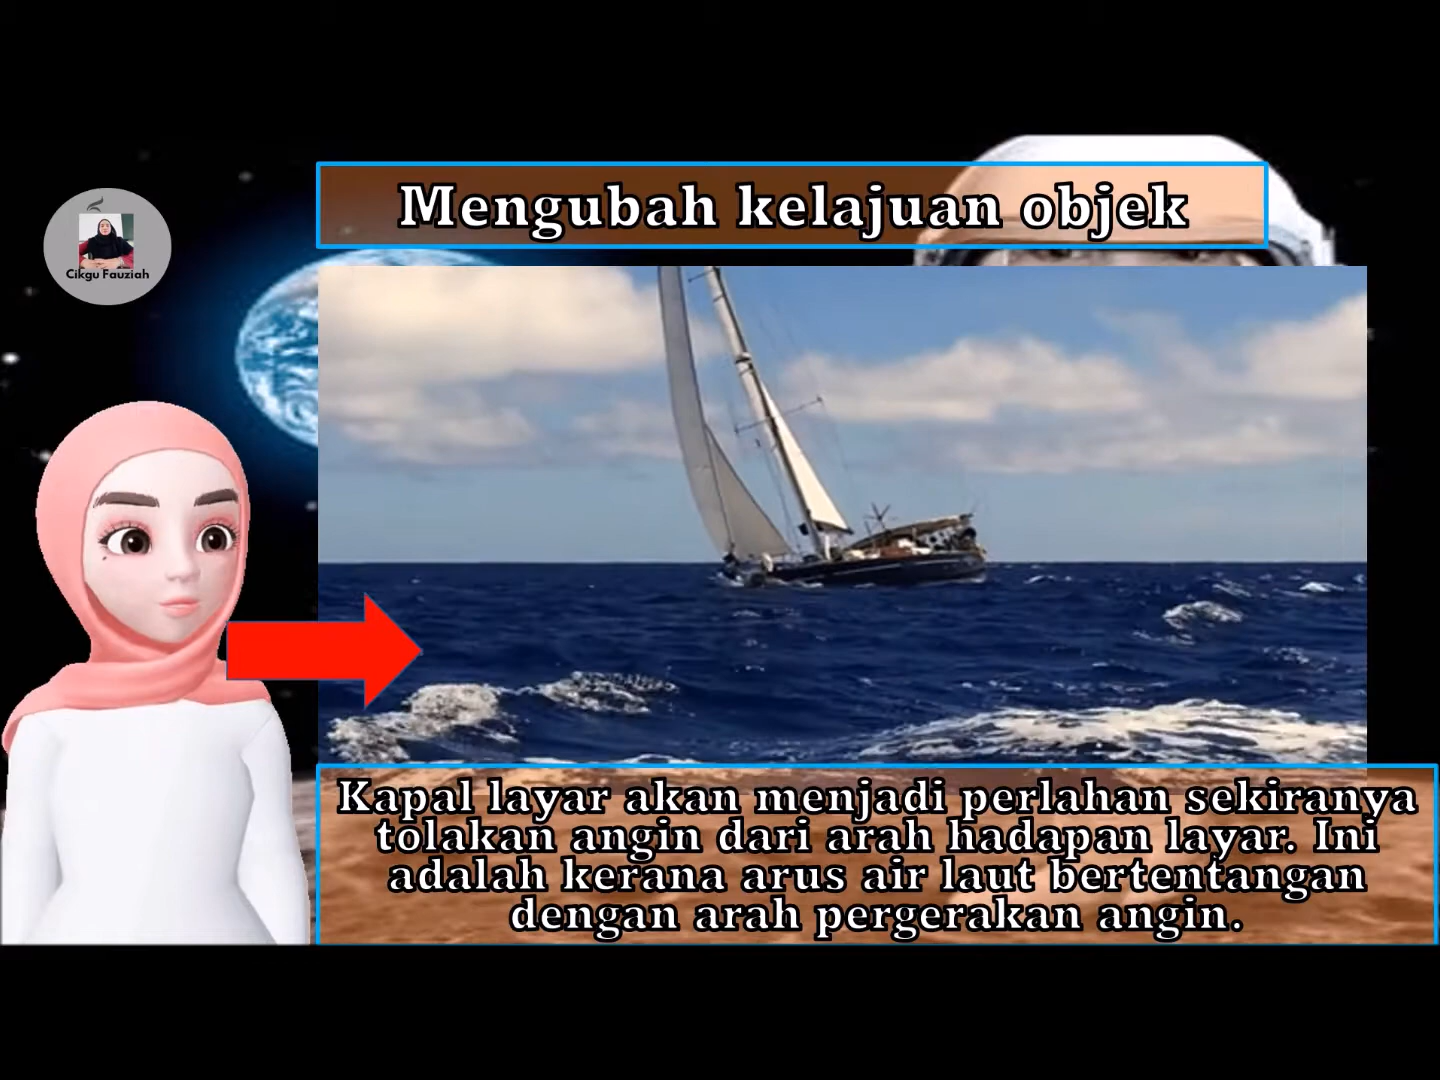 Mengubah kelajuan objek
Cikgu Fauziah
Kapal layar akan menjadi perlahan sekiranya
tolakan angin dari arah hadapan layar. Ini
adalah kerana arus air laut bertentangan
dengan arah pergerakan angin.